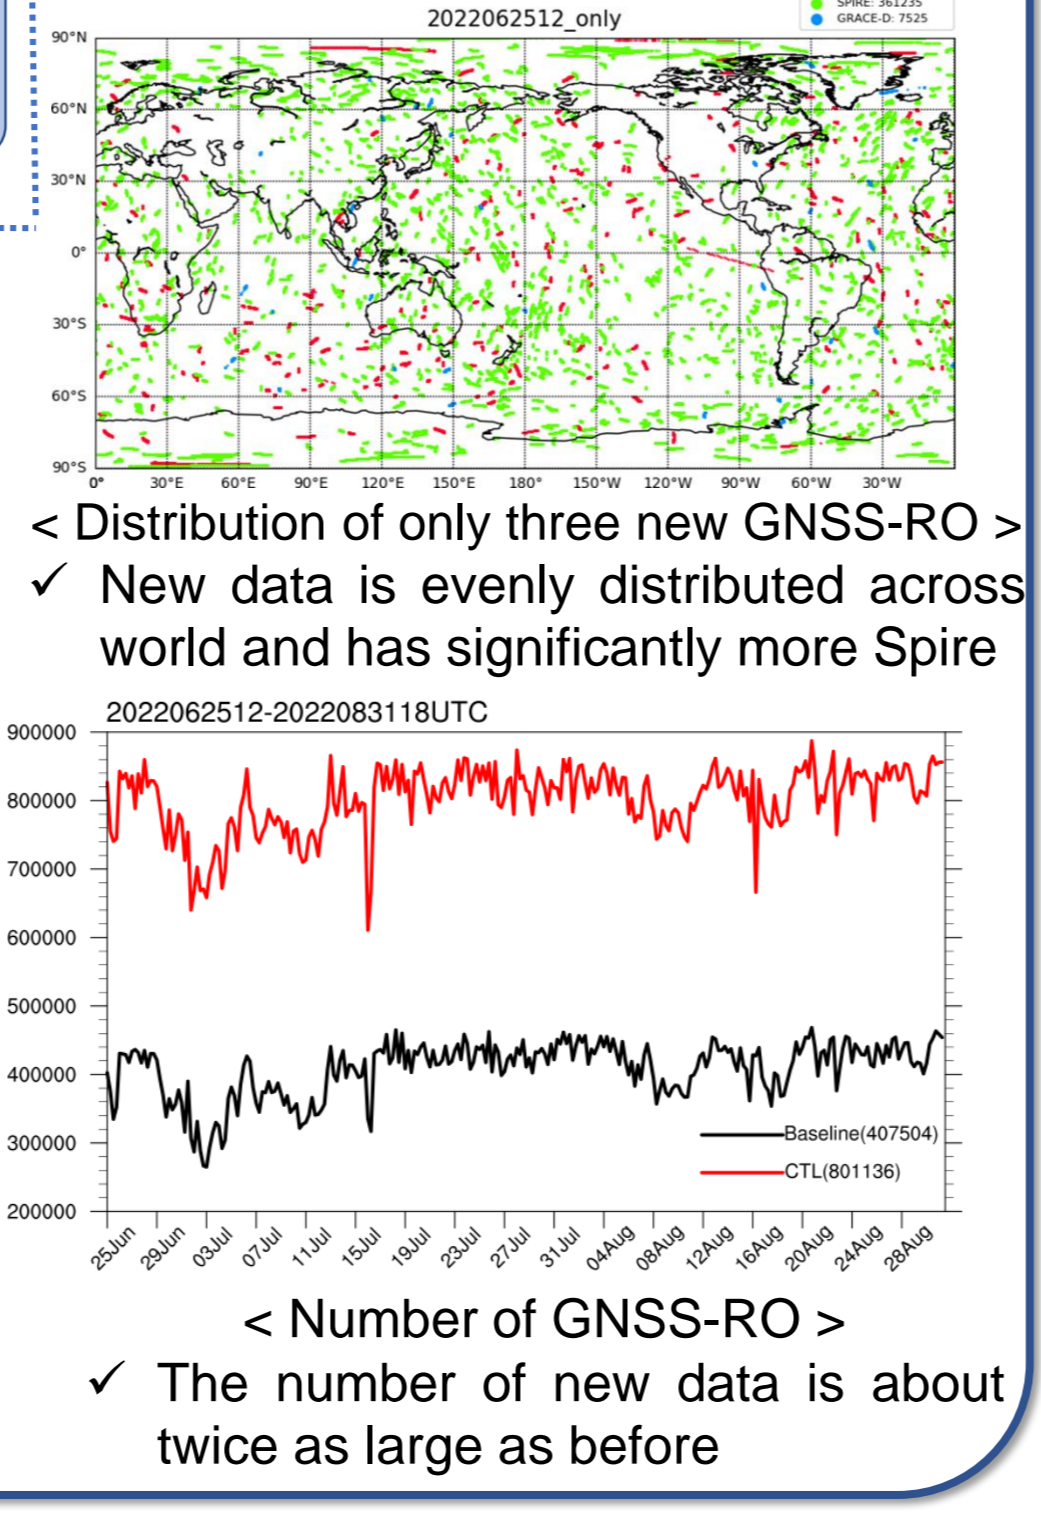 2022062512_only
SPIRE: 361235
GRACE-D: 7525
90°N
60°N
30°N
0°
30°S
60°S
90°S
0° 30°E 60°E 90°E 120°E 150°E 180° 150°W 120°W 90°W 60°W 30°W
< Distribution of only three new GNSS-RO >
✓ New data is evenly distributed across
world and has significantly more Spire
2022062512-2022083118UTC
900000
800000
700000
600000
500000
400000
300000
200000
Baseline(407504)
CTL(801136)
25Jun 29Jun 03Jul 07Jul 11Jul 15Jul 19Jul 23Jul 27Jul 31Jul 04Aug 08Aug 12Aug 16Aug 20Aug 24Aug 28Aug
< Number of GNSS-RO >
✓ The number of new data is about
twice as large as before